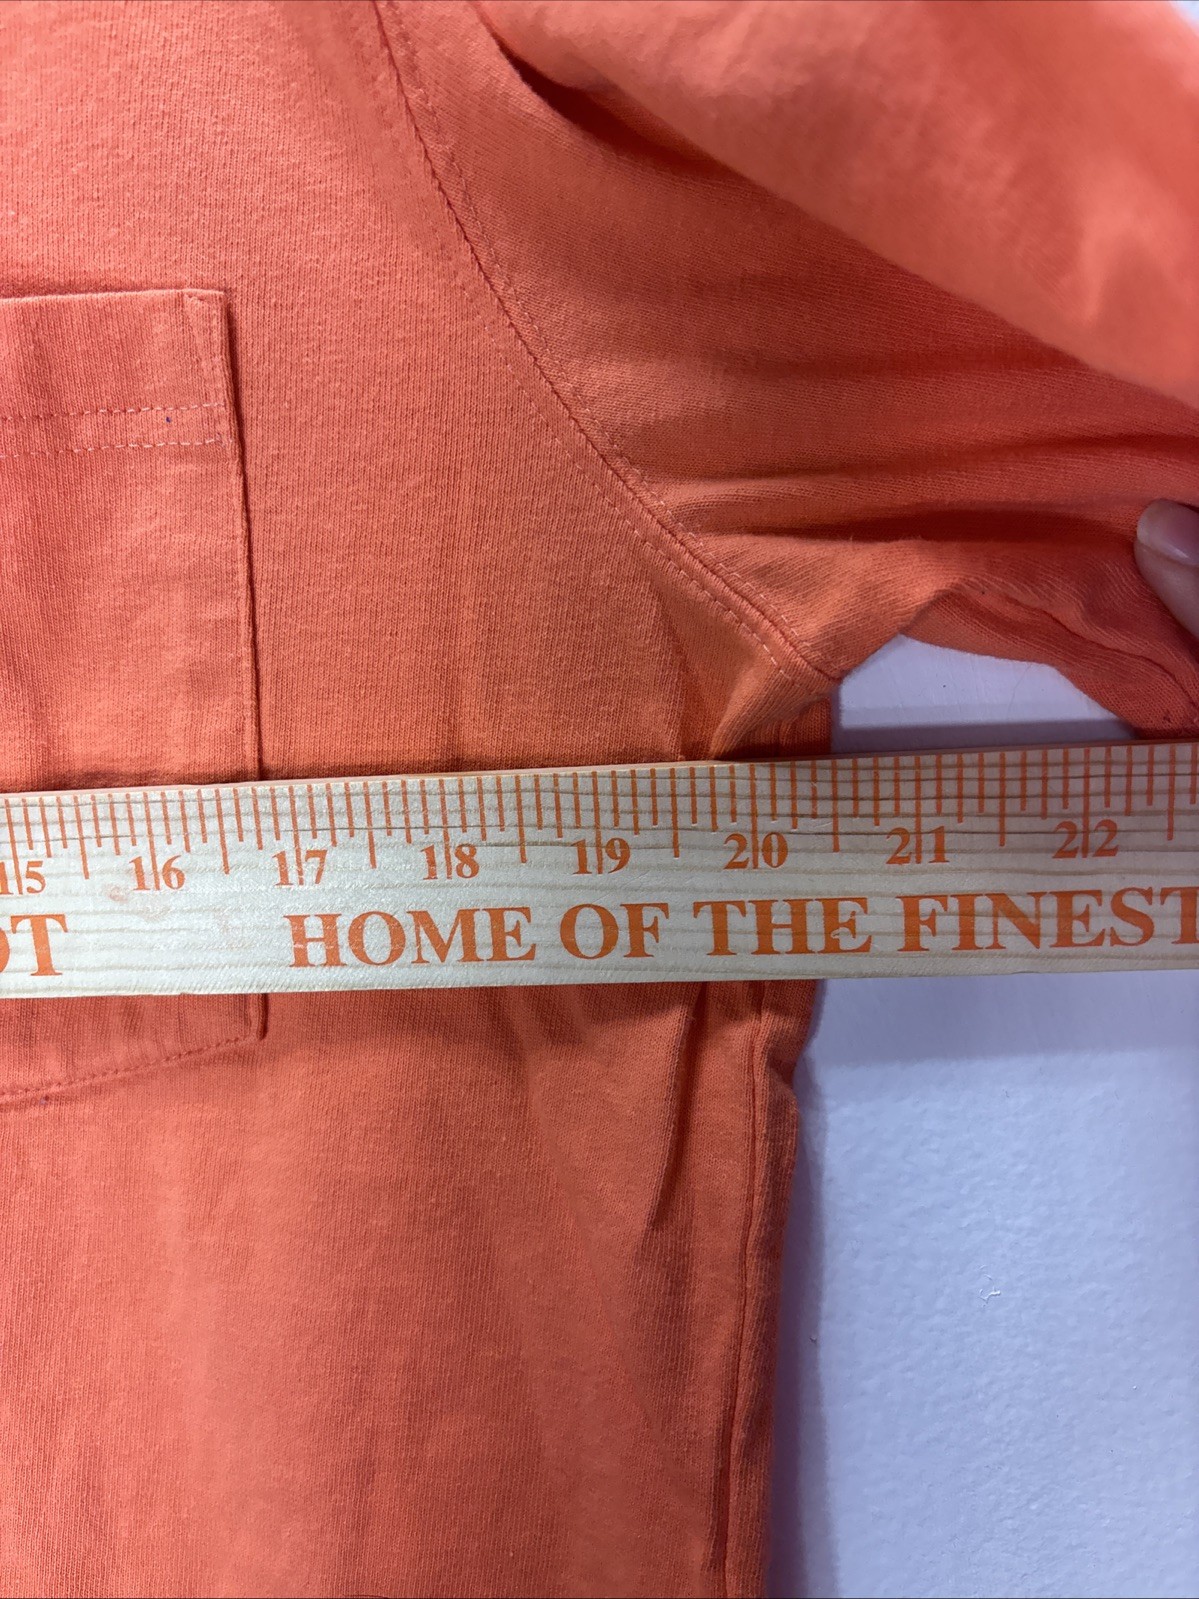 15 16 17 18 19 20 21 22
OT HOME OF THE FINEST